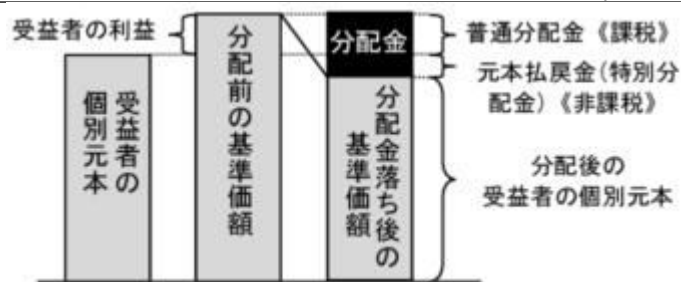 受益者の利益
受益者の
個別元本
分配前の基準価額
分配金
分配金落ち後の
基準価額
普通分配金《課税》
元本払戻金(特別分
配金)《非課税》
分配後の
受益者の個別元本